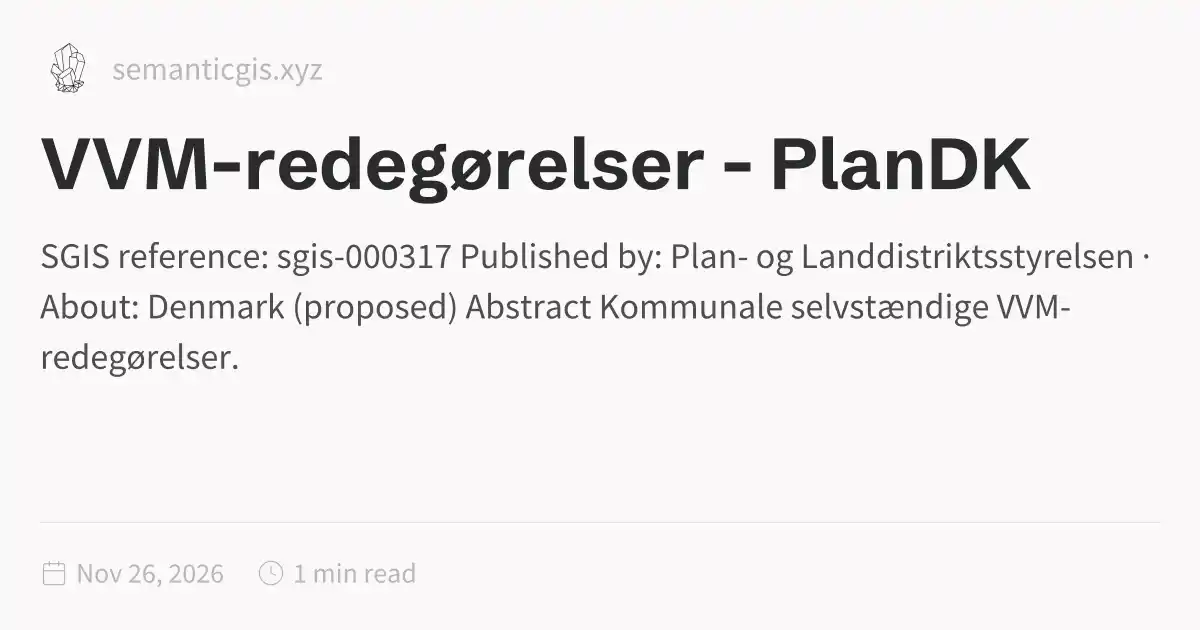 semanticgis.xyz
VVM-redegørelser - PlanDK
SGIS reference: sgis-000317 Published by: Plan- og Landdistriktsstyrelsen ·
About: Denmark (proposed) Abstract Kommunale selvstændige VVM-
redegørelser.
Nov 26, 2026 1 min read